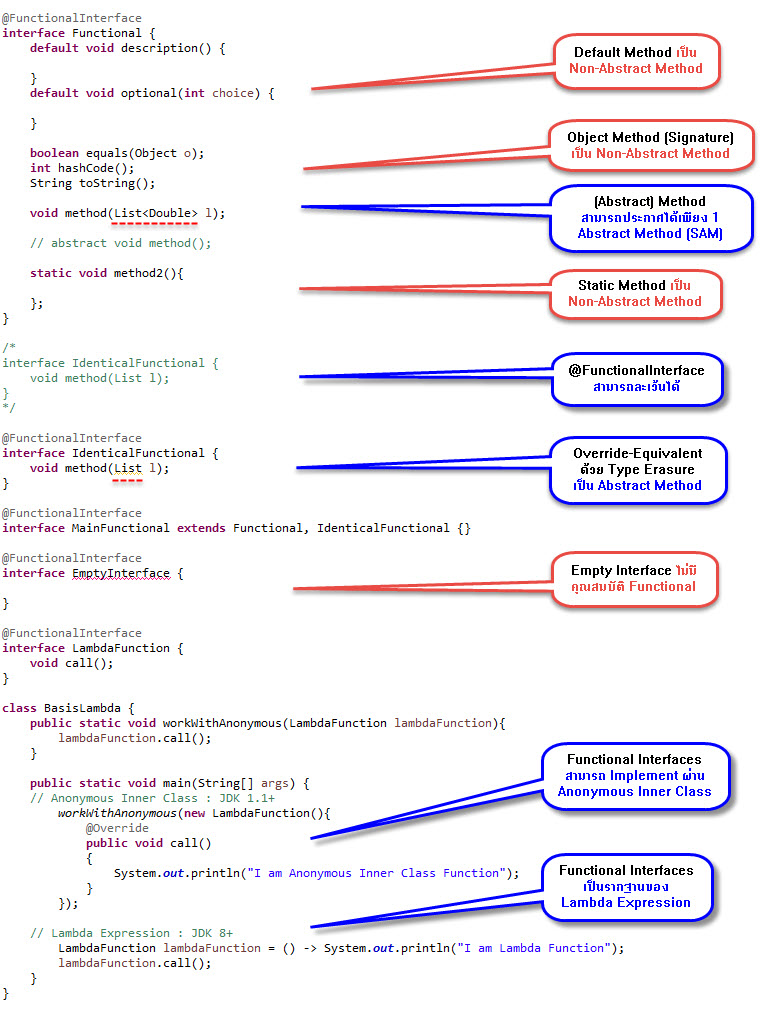 @FunctionalInterface
interface Functional {
    default void description() {

    }
    default void optional(int choice) {

    }

    boolean equals(Object o);
    int hashCode();
    String toString();

    void method(List<Double> l);

    // abstract void method();

    static void method2(){

    };
}

/*
interface IdenticalFunctional {
    void method(List l);
}
*/

@FunctionalInterface
interface IdenticalFunctional {
    void method(List l);
}

@FunctionalInterface
interface MainFunctional extends Functional, IdenticalFunctional {}

@FunctionalInterface
interface EmptyInterface {

}

@FunctionalInterface
interface LambdaFunction {
    void call();
}

class BasisLambda {
    public static void workWithAnonymous(LambdaFunction lambdaFunction){
        lambdaFunction.call();
    }

    public static void main(String[] args) {
    // Anonymous Inner Class : JDK 1.1+
        workWithAnonymous(new LambdaFunction(){
            @Override
            public void call()
            {
                System.out.println("I am Anonymous Inner Class Function");
            }
        });

    // Lambda Expression : JDK 8+
        LambdaFunction lambdaFunction = () -> System.out.println("I am Lambda Function");
        lambdaFunction.call();
    }
}
Default Method เป็น
Non-Abstract Method
Object Method (Signature)
เป็น Non-Abstract Method
(Abstract) Method
สามารถประกาศได้เพียง 1
Abstract Method (SAM)
Static Method เป็น
Non-Abstract Method
@FunctionalInterface
สามารถละเว้นได้
Override-Equivalent
ด้วย Type Erasure
เป็น Abstract Method
Empty Interface ไม่มี
คุณสมบัติ Functional
Functional Interfaces
สามารถ Implement ผ่าน
Anonymous Inner Class
Functional Interfaces
เป็นรากฐานของ
Lambda Expression